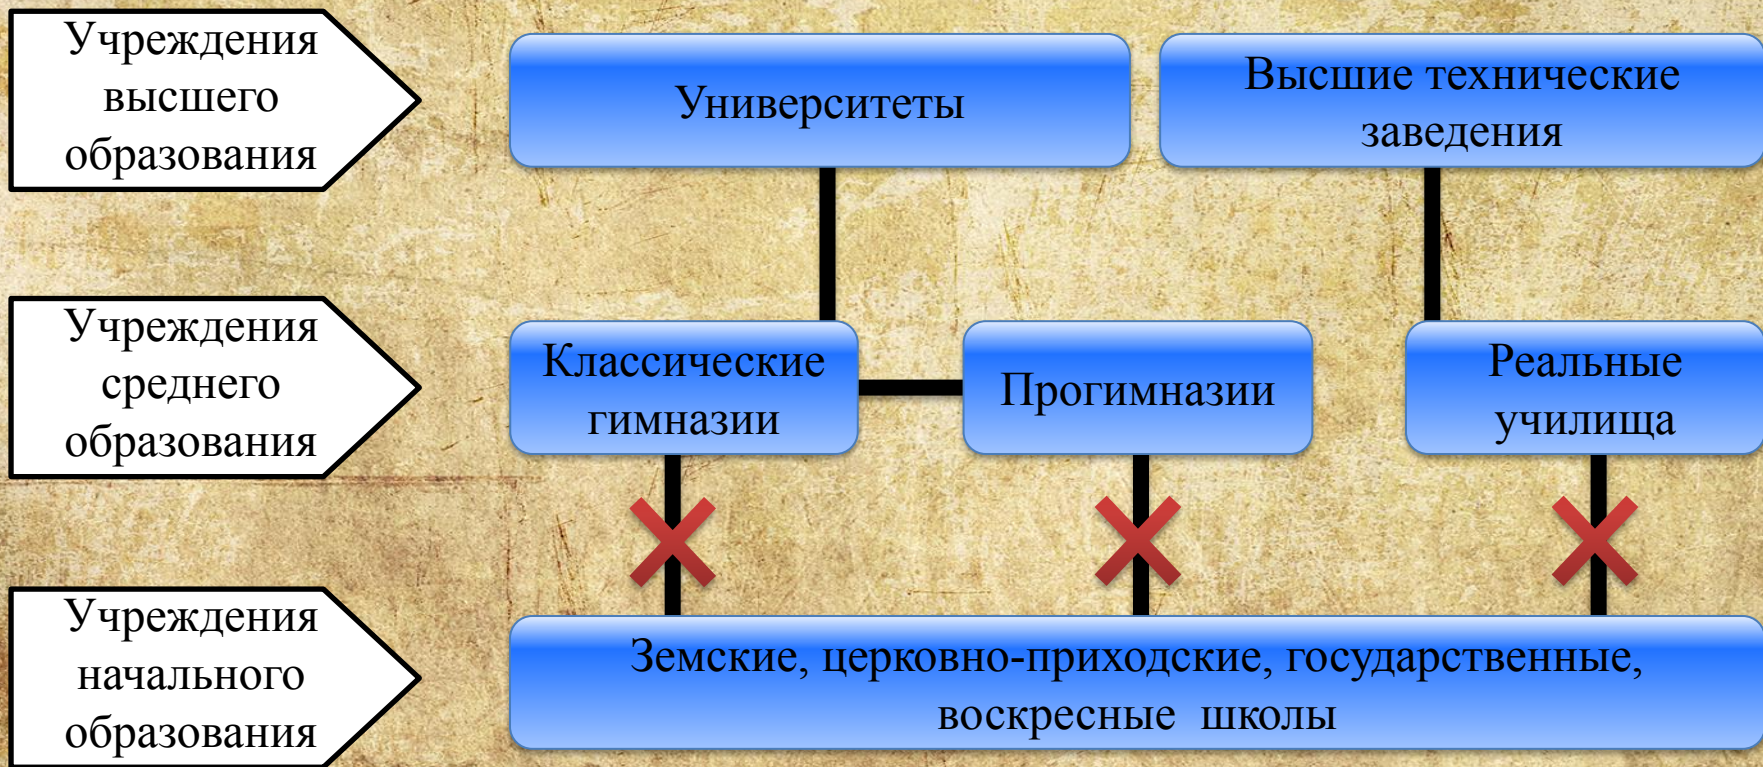 Учреждения
высшего
образования
Университеты
Высшие технические
заведения
Учреждения
среднего
образования
Классические
гимназии
Прогимназии
Реальные
училища
Учреждения
начального
образования
Земские, церковно-приходские, государственные,
воскресные школы